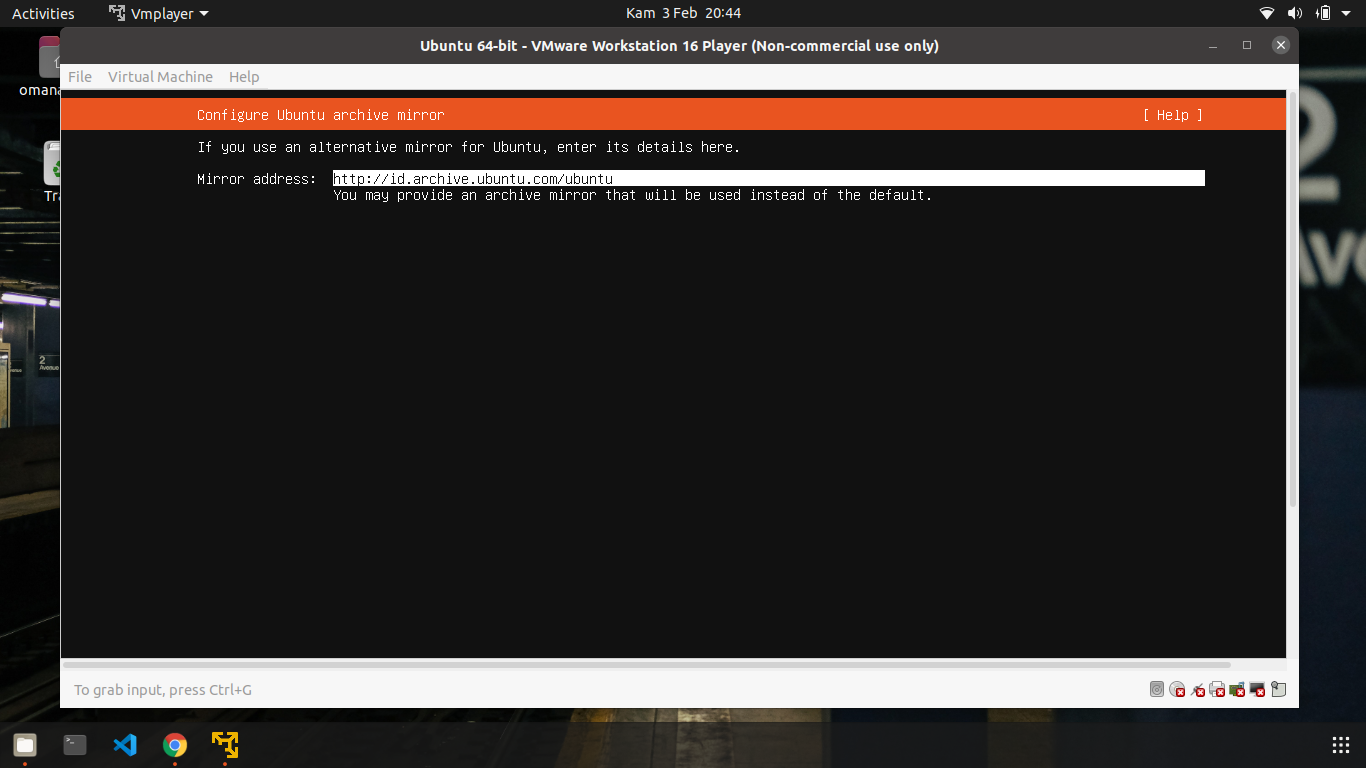 Activities Vmplayer Kam 3 Feb 20:44
Ubuntu 64-bit - VMware Workstation 16 Player (Non-commercial use only)
File Virtual Machine Help
Configure Ubuntu archive mirror [ Help ]
If you use an alternative mirror for Ubuntu, enter its details here.
Mirror address: http://id.archive.ubuntu.com/ubuntu
You may provide an archive mirror that will be used instead of the default.
omana
Tra
2
AVE
2
Avenue
To grab input, press Ctrl+G